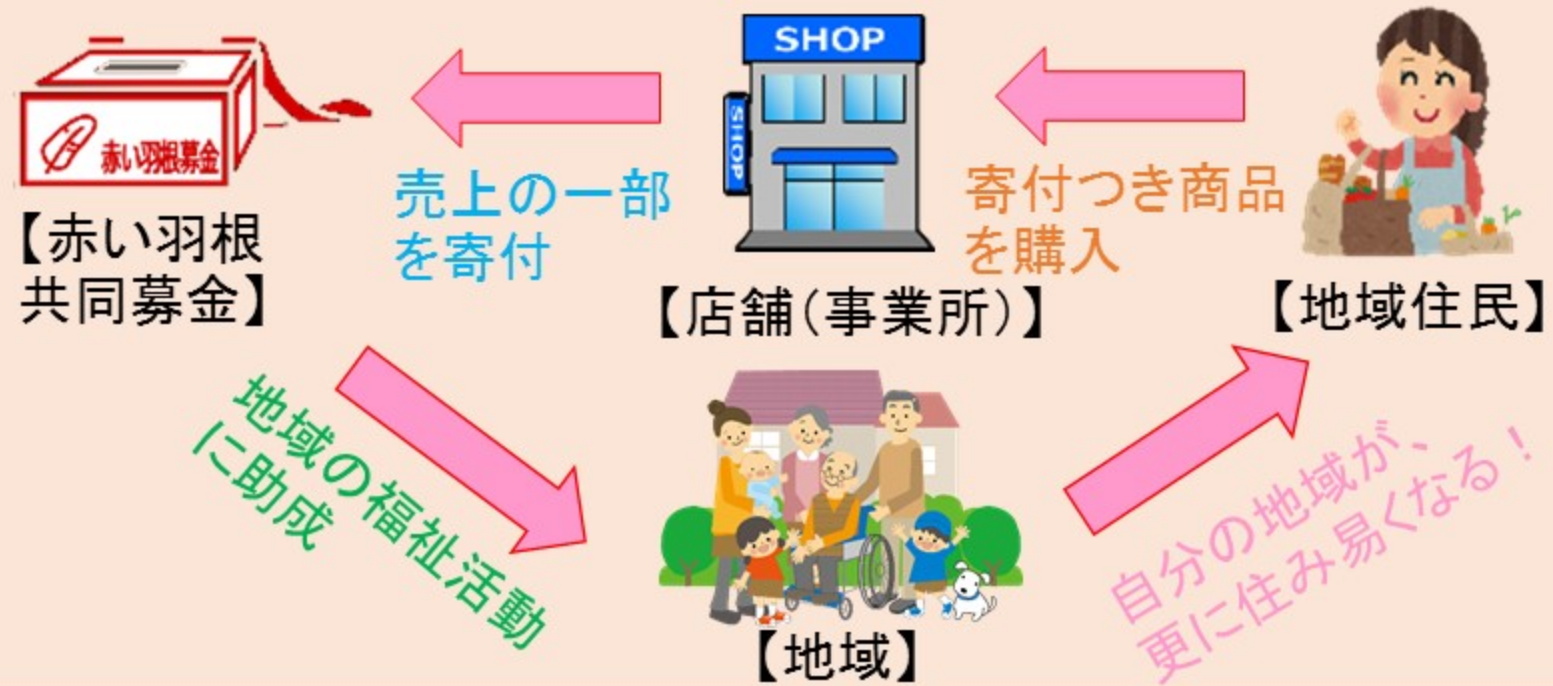 SHOP
SHOP
赤い羽根募金
【赤い羽根
共同募金】
売上の一部
を寄付
【店舗(事業所)】
寄付つき商品
を購入
【地域住民】
地域の福祉活動
に助成
【地域】
自分の地域が、
更に住み易くなる！